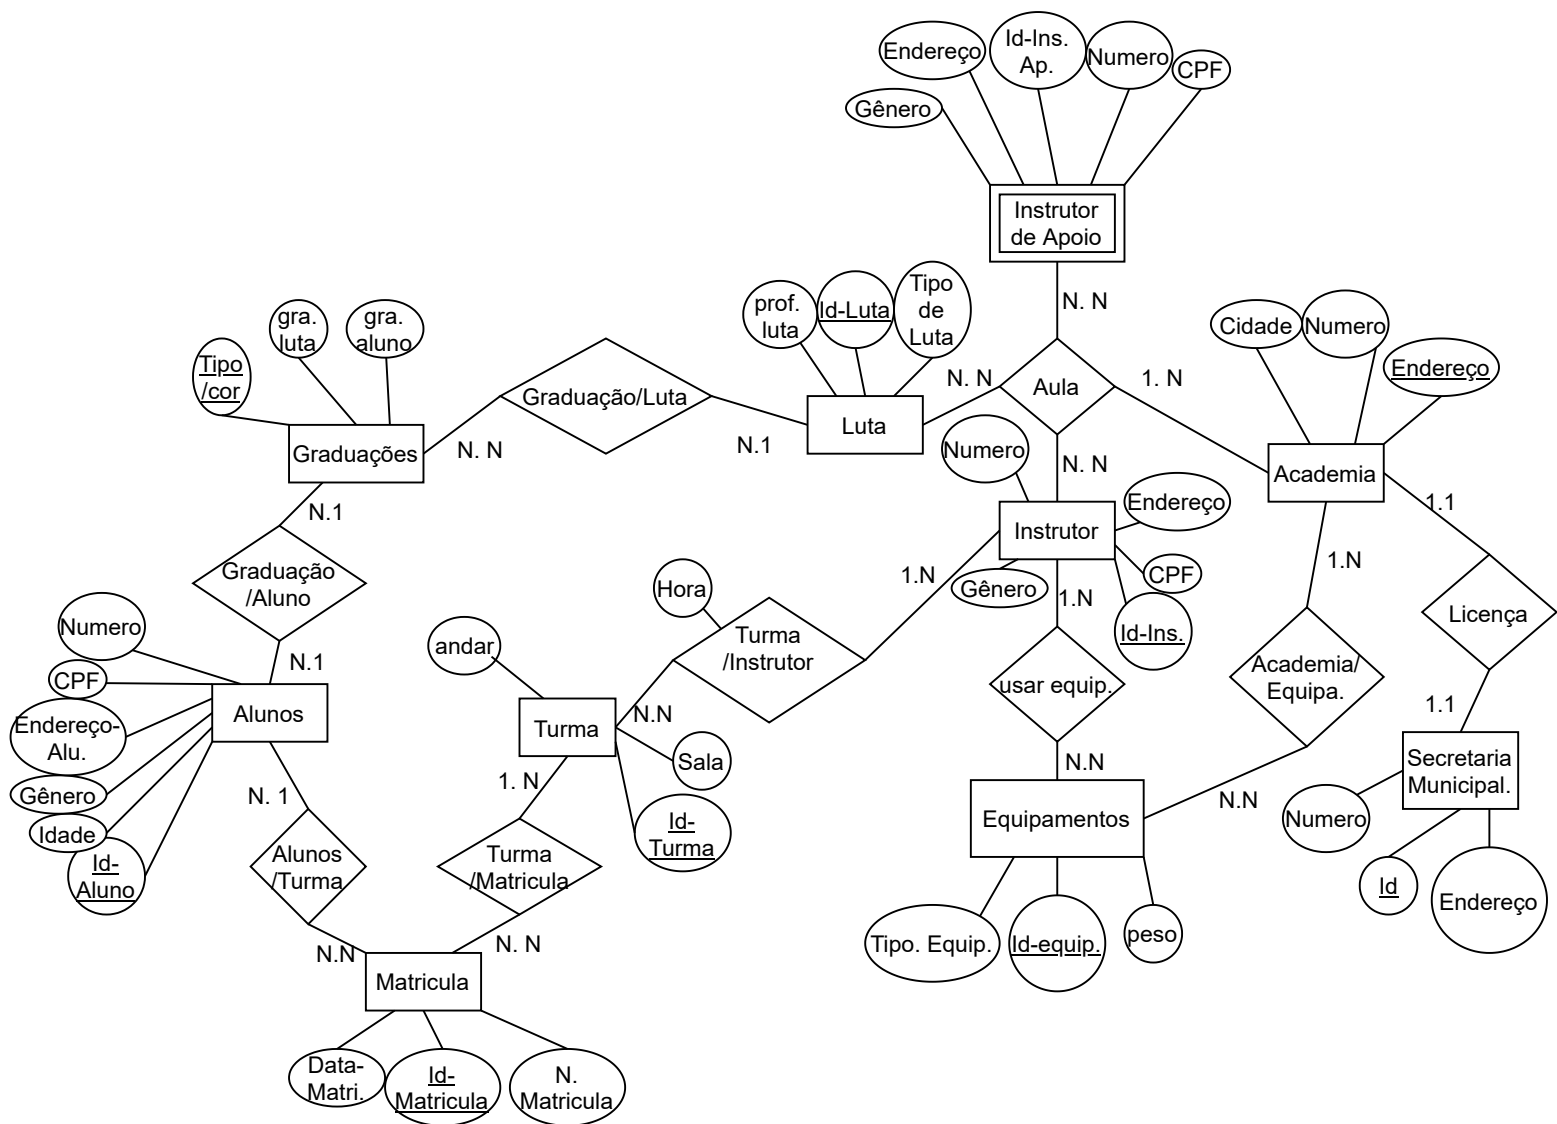 Endereço
Id-Ins.
Ap.
Numero
CPF
Gênero
Instrutor
de Apoio
N. N
prof.
luta
Id-Luta
Tipo
de
Luta
gra.
luta
gra.
aluno
Tipo
/cor
Cidade
Numero
Endereço
Graduação/Luta
N. N
Aula
1. N
Luta
Graduações
N. N
N.1
Numero
N. N
Academia
N.1
Endereço
1.1
Instrutor
Graduação
/Aluno
Hora
1.N
Gênero
CPF
1.N
1.N
Id-Ins.
Licença
Numero
andar
Turma
/Instrutor
N.1
CPF
usar equip.
Academia/
Equipa.
Endereço-
Alu.
Alunos
Turma
N.N
1.1
Sala
N.N
Secretaria
Municipal.
Gênero
N. 1
1. N
N.N
Idade
Id-
Aluno
Id-
Turma
Equipamentos
Numero
Alunos
/Turma
Turma
/Matricula
Id
Endereço
N.N
N. N
Tipo. Equip.
Id-equip.
peso
Matricula
Data-
Matri.
Id-
Matricula
N.
Matricula